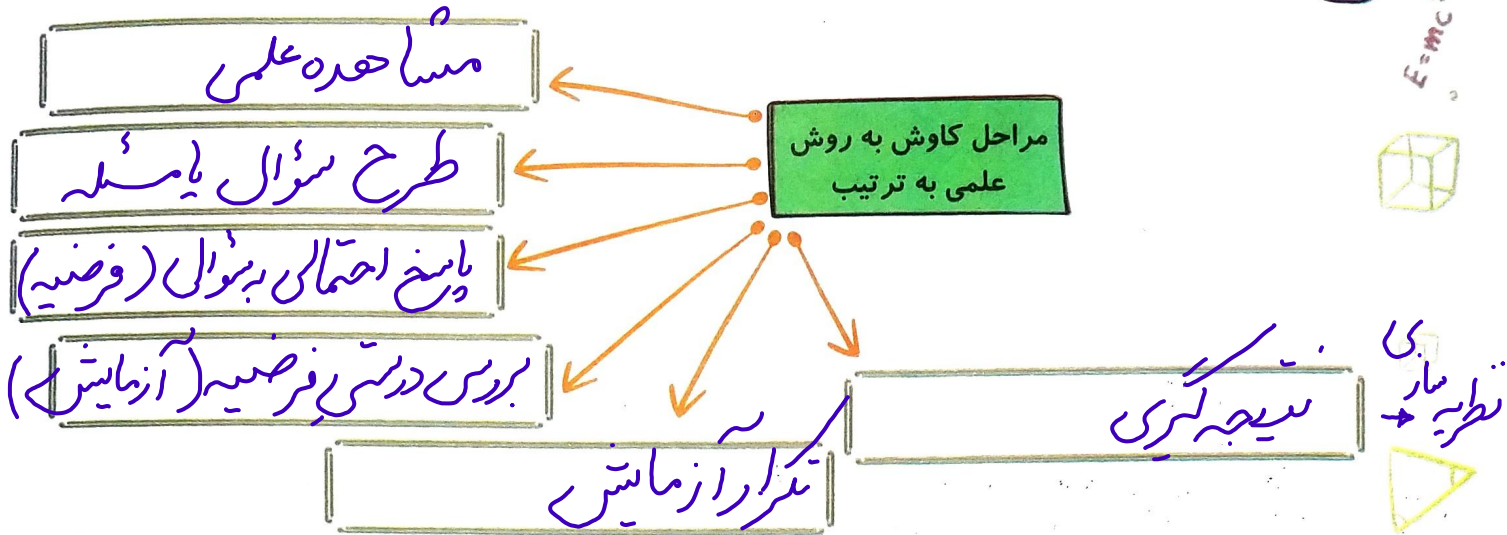 E=mc
مراحل کاوش به روش
علمی به ترتیب
مشاهده علمی
طرح سؤال یا مسئله
پاسخ احتمالی به سؤال (فرضیه)
بررسی درستی فرضیه (آزمایش)
تکرار آزمایش
نتیجه گیری
نظریه سازی